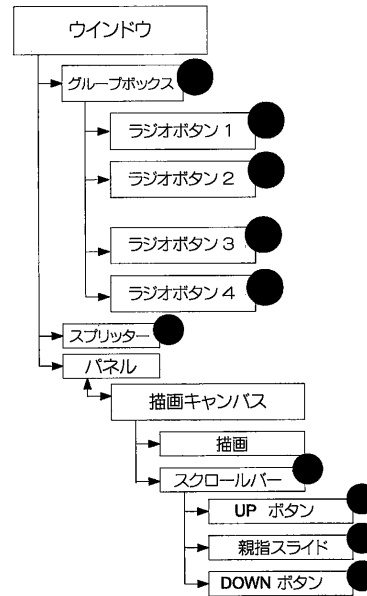 ウインドウ
グループボックス
ラジオボタン 1
ラジオボタン 2
ラジオボタン 3
ラジオボタン 4
スプリッター
パネル
描画キャンバス
描画
スクロールバー
UP ボタン
親指スライド
DOWN ボタン